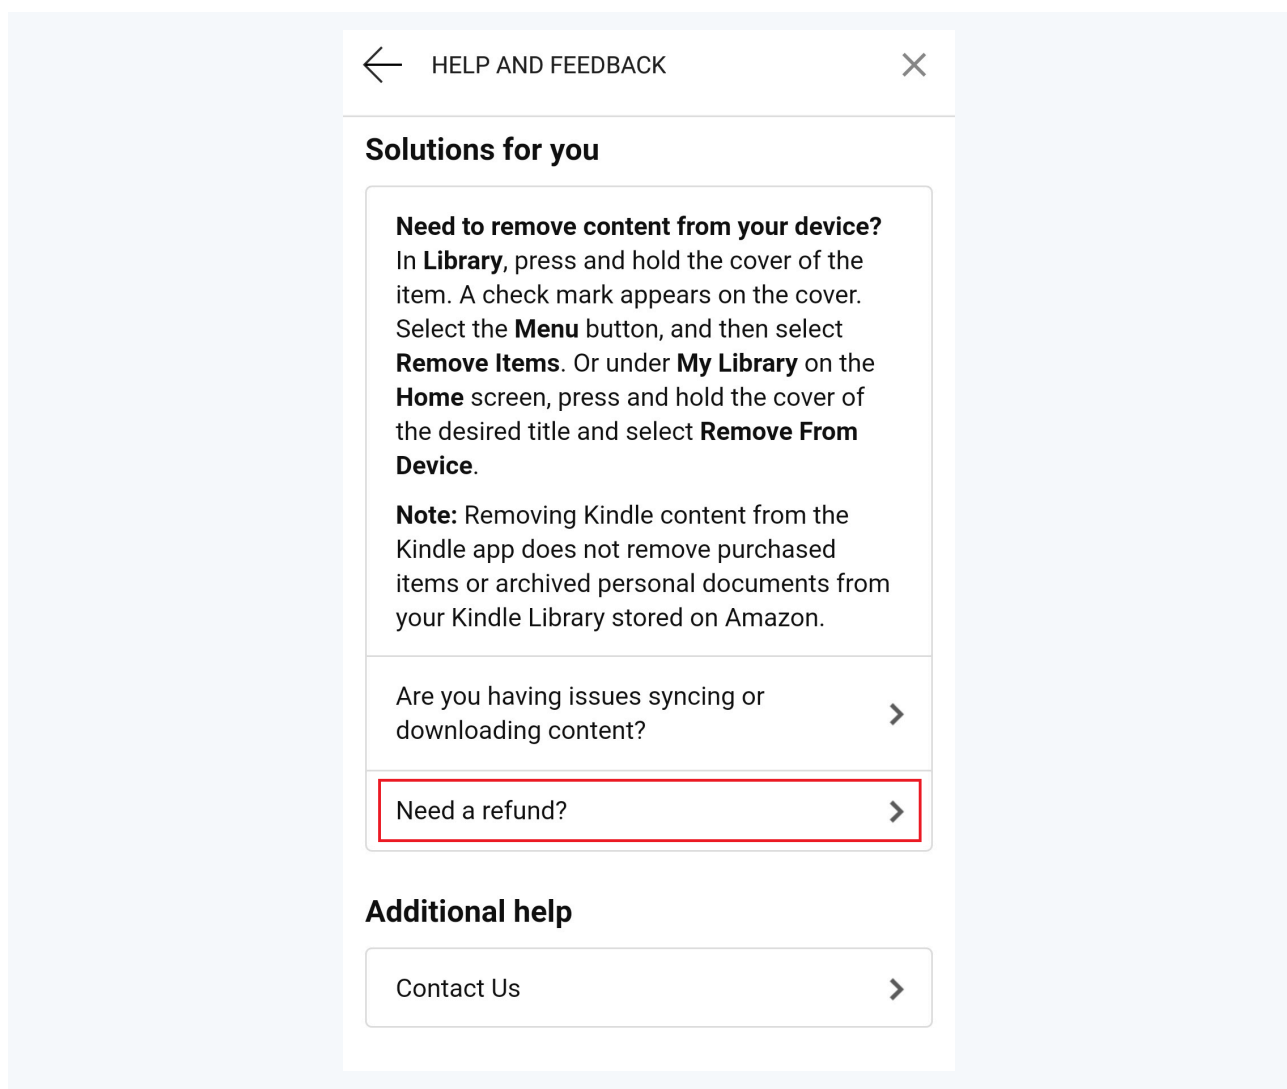 HELP AND FEEDBACK
Solutions for you
Need to remove content from your device?
In Library, press and hold the cover of the
item. A check mark appears on the cover.
Select the Menu button, and then select
Remove Items. Or under My Library on the
Home screen, press and hold the cover of
the desired title and select Remove From
Device.
Note: Removing Kindle content from the
Kindle app does not remove purchased
items or archived personal documents from
your Kindle Library stored on Amazon.
Are you having issues syncing or
downloading content?
Need a refund?
Additional help
Contact Us